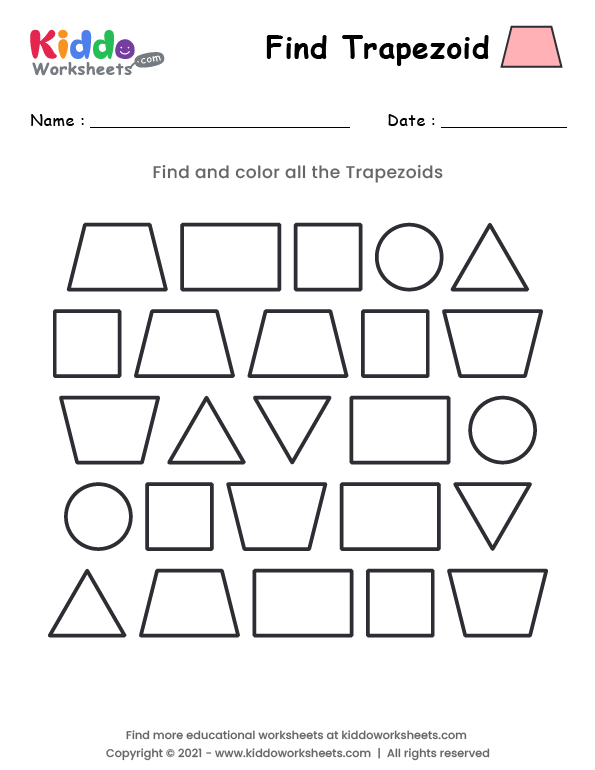 Kiddo
Worksheets
.com
Find Trapezoid
Name : Date :
Find and color all the Trapezoids
Find more educational worksheets at kiddoworksheets.com
Copyright © 2021 - www.kiddoworksheets.com | All rights reserved